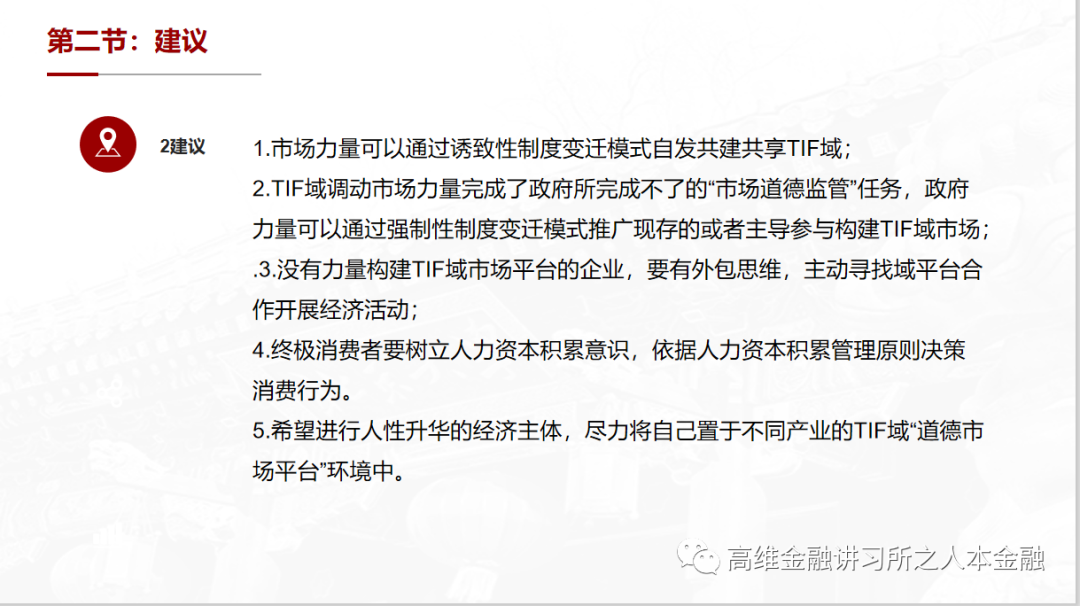 第二节：建议
2建议
1.市场力量可以通过诱致性制度变迁模式自发共建共享TIF域；
2.TIF域调动市场力量完成了政府所完成不了的“市场道德监管”任务，政府
力量可以通过强制性制度变迁模式推广现存的或者主导参与构建TIF域市场；
.3.没有力量构建TIF域市场平台的企业，要有外包思维，主动寻找域平台合
作开展经济活动；
4.终极消费者要树立人力资本积累意识，依据人力资本积累管理原则决策
消费行为。
5.希望进行人性升华的经济主体，尽力将自己置于不同产业的TIF域“道德市
场平台”环境中。
高维金融讲习所之人本金融